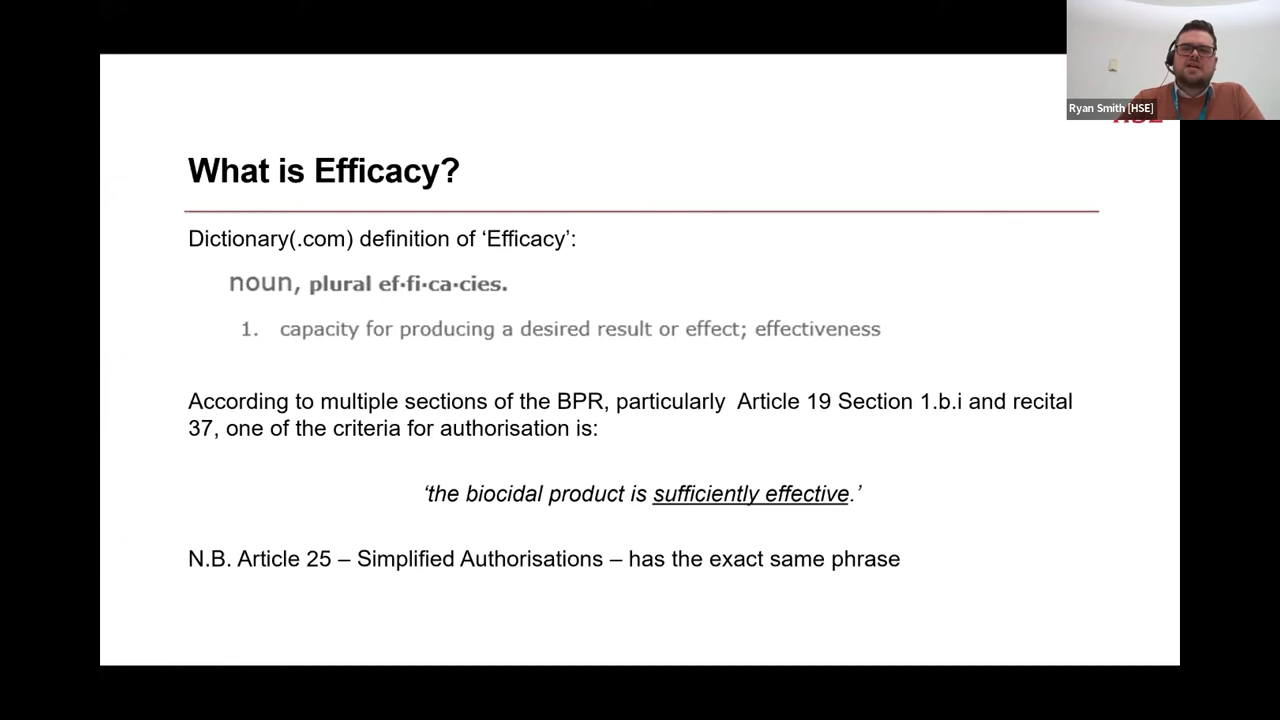 Ryan Smith [HSE]
What is Efficacy?
Dictionary(.com) definition of ‘Efficacy’:
noun, plural ef·fi·ca·cies.
1. capacity for producing a desired result or effect; effectiveness
According to multiple sections of the BPR, particularly Article 19 Section 1.b.i and recital
37, one of the criteria for authorisation is:
‘the biocidal product is sufficiently effective.’
N.B. Article 25 – Simplified Authorisations – has the exact same phrase